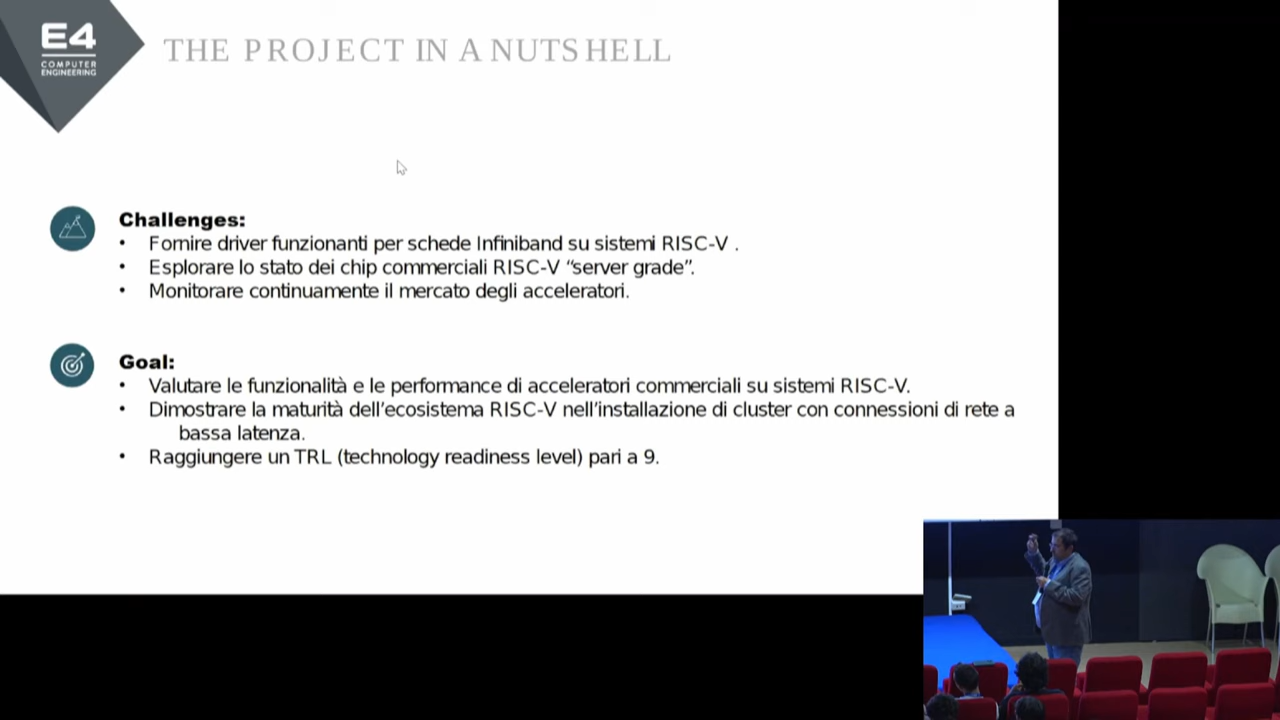 E4
COMPUTER
ENGINEERING
THE PROJECT IN A NUTSHELL
Challenges:
• Fornire driver funzionanti per schede Infiniband su sistemi RISC-V .
• Esplorare lo stato dei chip commerciali RISC-V “server grade”.
• Monitorare continuamente il mercato degli acceleratori.
Goal:
• Valutare le funzionalità e le performance di acceleratori commerciali su sistemi RISC-V.
• Dimostrare la maturità dell’ecosistema RISC-V nell’installazione di cluster con connessioni di rete a
bassa latenza.
• Raggiungere un TRL (technology readiness level) pari a 9.